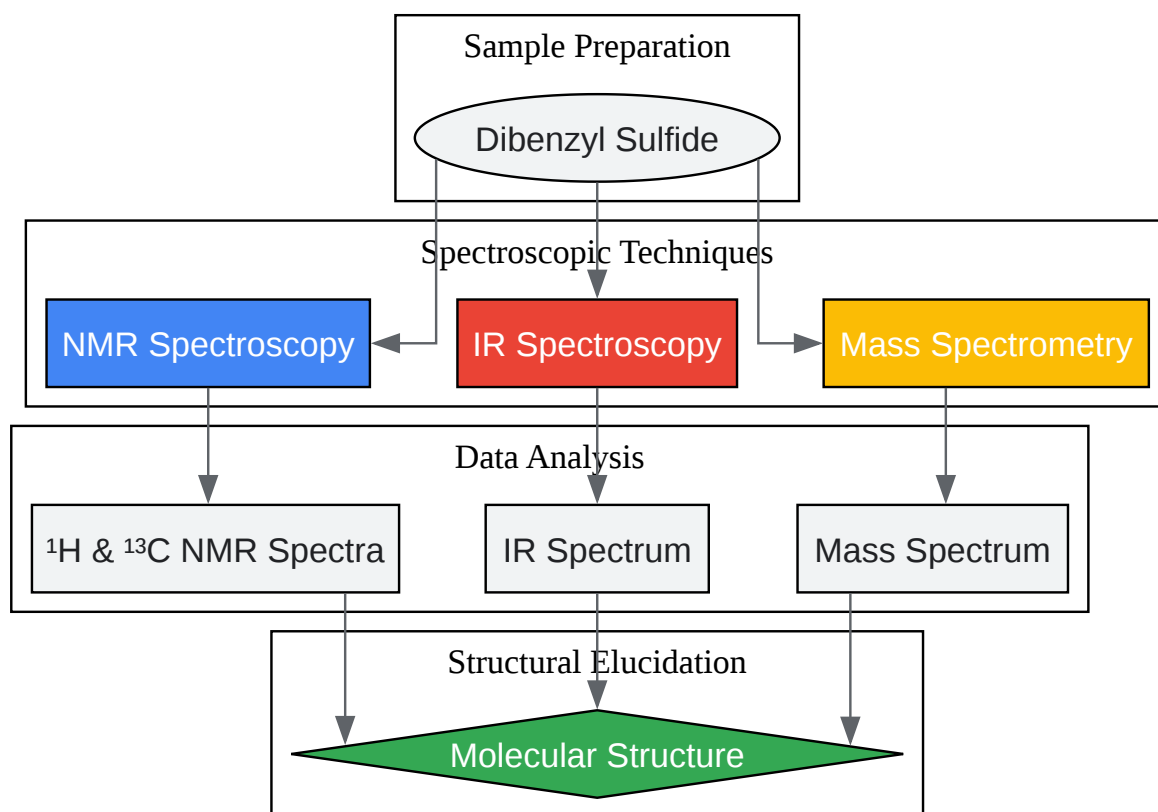 Sample Preparation
Dibenzyl Sulfide
Spectroscopic Techniques
NMR Spectroscopy
IR Spectroscopy
Mass Spectrometry
Data Analysis
¹H & ¹³C NMR Spectra
IR Spectrum
Mass Spectrum
Structural Elucidation
Molecular Structure